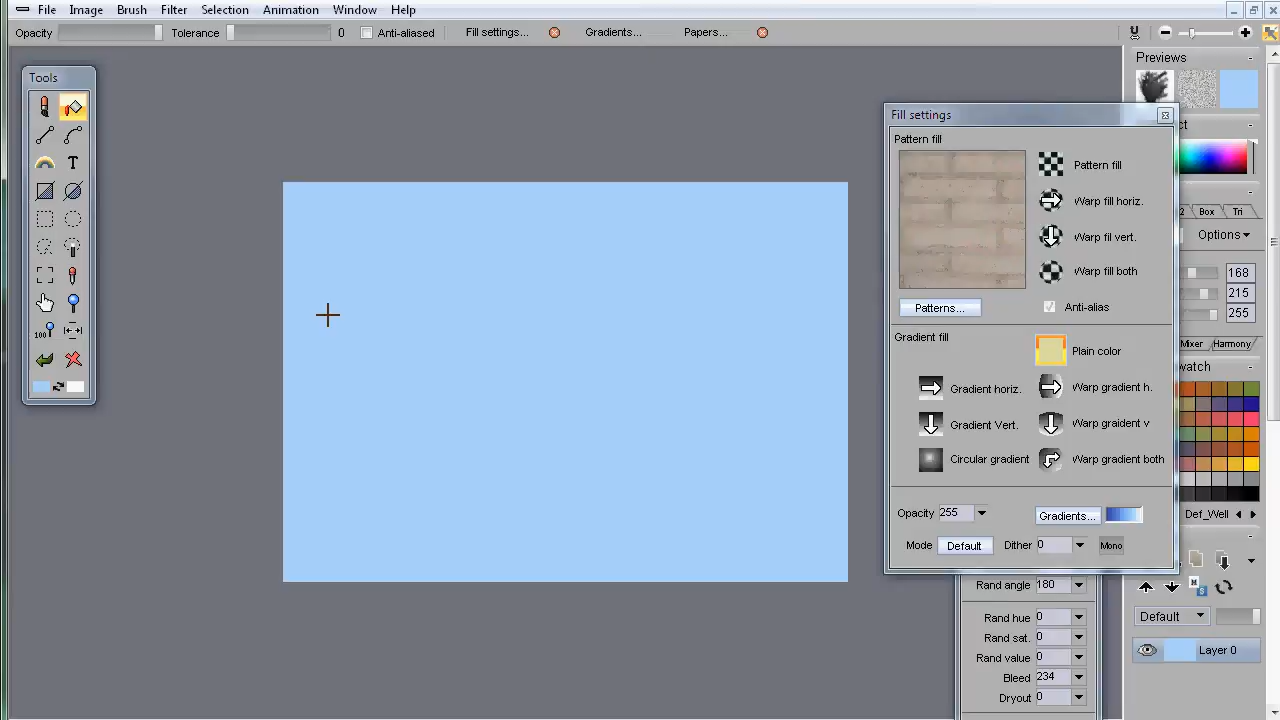 File Image Brush Filter Selection Animation Window Help
Opacity Tolerance 0 Anti-aliased Fill settings... Gradients... Papers...
Tools
T
100
Previews
Fill settings
Pattern fill
Pattern fill
Warp fill horiz.
Warp fil vert.
Warp fill both
Patterns...
Anti-alias
Gradient fill
Plain color
Gradient horiz.
Warp gradient h.
Gradient Vert.
Warp graident v
Circular gradient
Warp gradient both
Opacity 255
Gradients...
Mode Default Dither 0 Mono
2 Box Tri
Options
168
215
255
Mixer Harmony
watch
Def_Well
Default
Layer 0
Rand angle 180
Rand hue 0
Rand sat. 0
Rand value 0
Bleed 234
Dryout 0